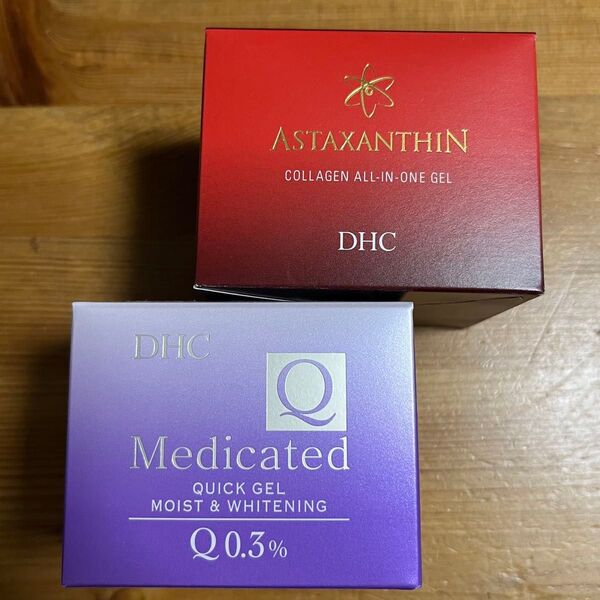 ASTAXANTHIN
COLLAGEN ALL-IN-ONE GEL
DHC
DHC
Q
Medicated
QUICK GEL
MOIST & WHITENING
Q 0.3%